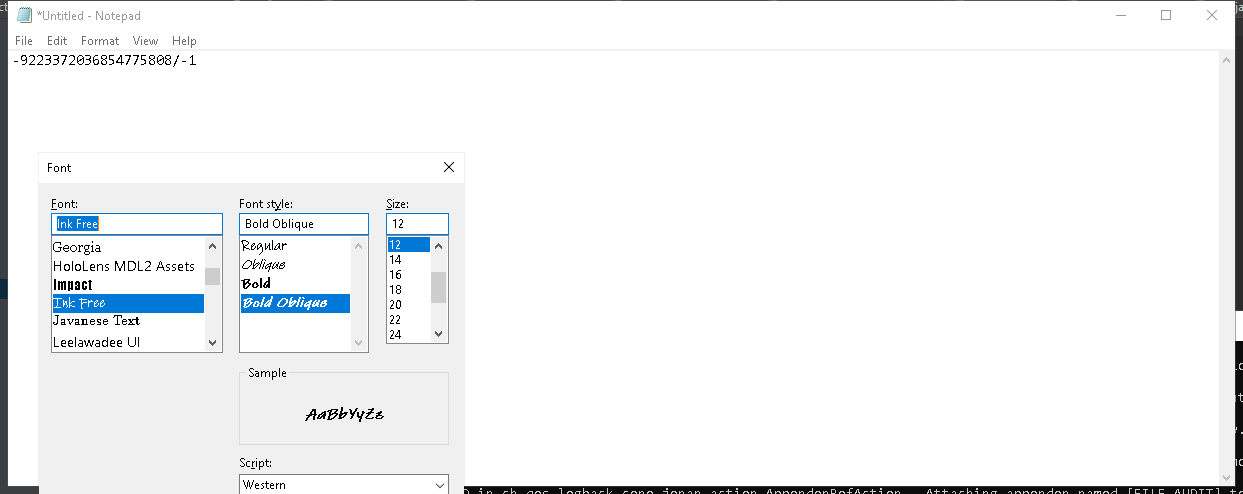 *Untitled - Notepad
File Edit Format View Help
-9223372036854775808/-1
Font
Font: Font style: Size:
Ink Free Bold Oblique 12
Georgia Regular 12
HoloLens MDL2 Assets Oblique 14
Impact Bold 16
Ink Free Bold Oblique 18
Javanese Text 20
Leelawadee UI 22
24
Sample
AaBbYyZz
Script:
Western
in ch.qos.logback.core.joran.action.AppenderRefAction - Attaching appender named [FILE_AUDIT] t